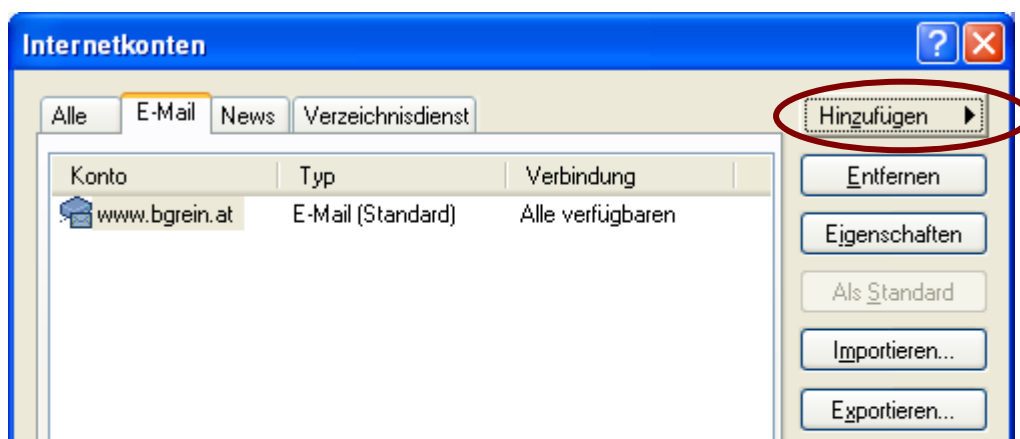 Internetkonten
Alle E-Mail News Verzeichnisdienst
Hinzufügen
Konto Typ Verbindung
Entfernen
www.bgrein.at E-Mail (Standard) Alle verfügbaren
Eigenschaften
Als Standard
Importieren...
Exportieren...